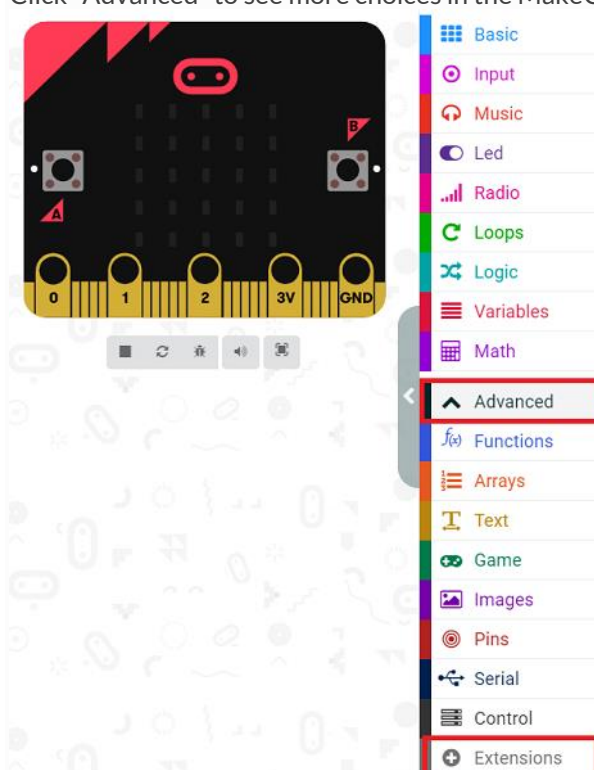 Click "Advanced" to see more choices in the MakeC
Basic
Input
Music
Led
Radio
Loops
Logic
Variables
Math
Advanced
f(x) Functions
Arrays
Text
Game
Images
Pins
Serial
Control
Extensions
B
A
0 1 2 3V GND